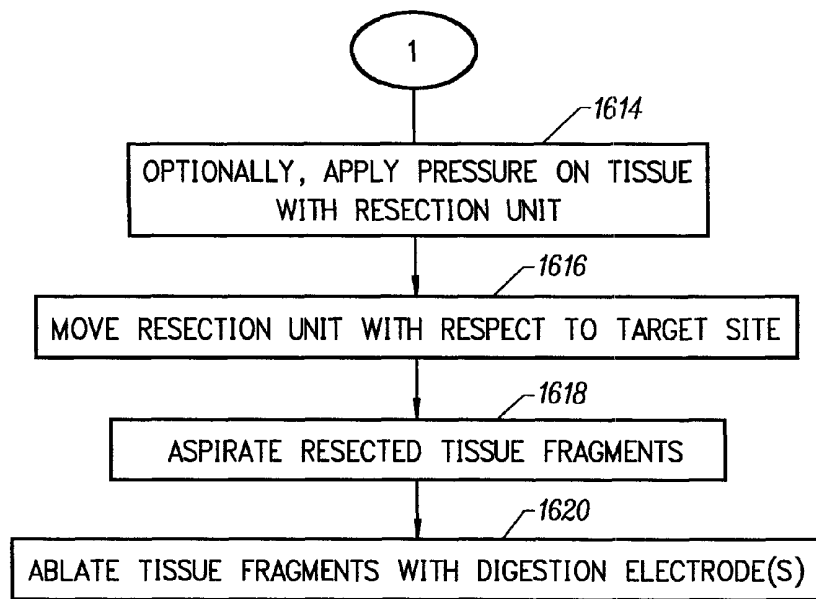 1
1614
OPTIONALLY, APPLY PRESSURE ON TISSUE
WITH RESECTION UNIT
1616
MOVE RESECTION UNIT WITH RESPECT TO TARGET SITE
1618
ASPIRATE RESECTED TISSUE FRAGMENTS
1620
ABLATE TISSUE FRAGMENTS WITH DIGESTION ELECTRODE(S)